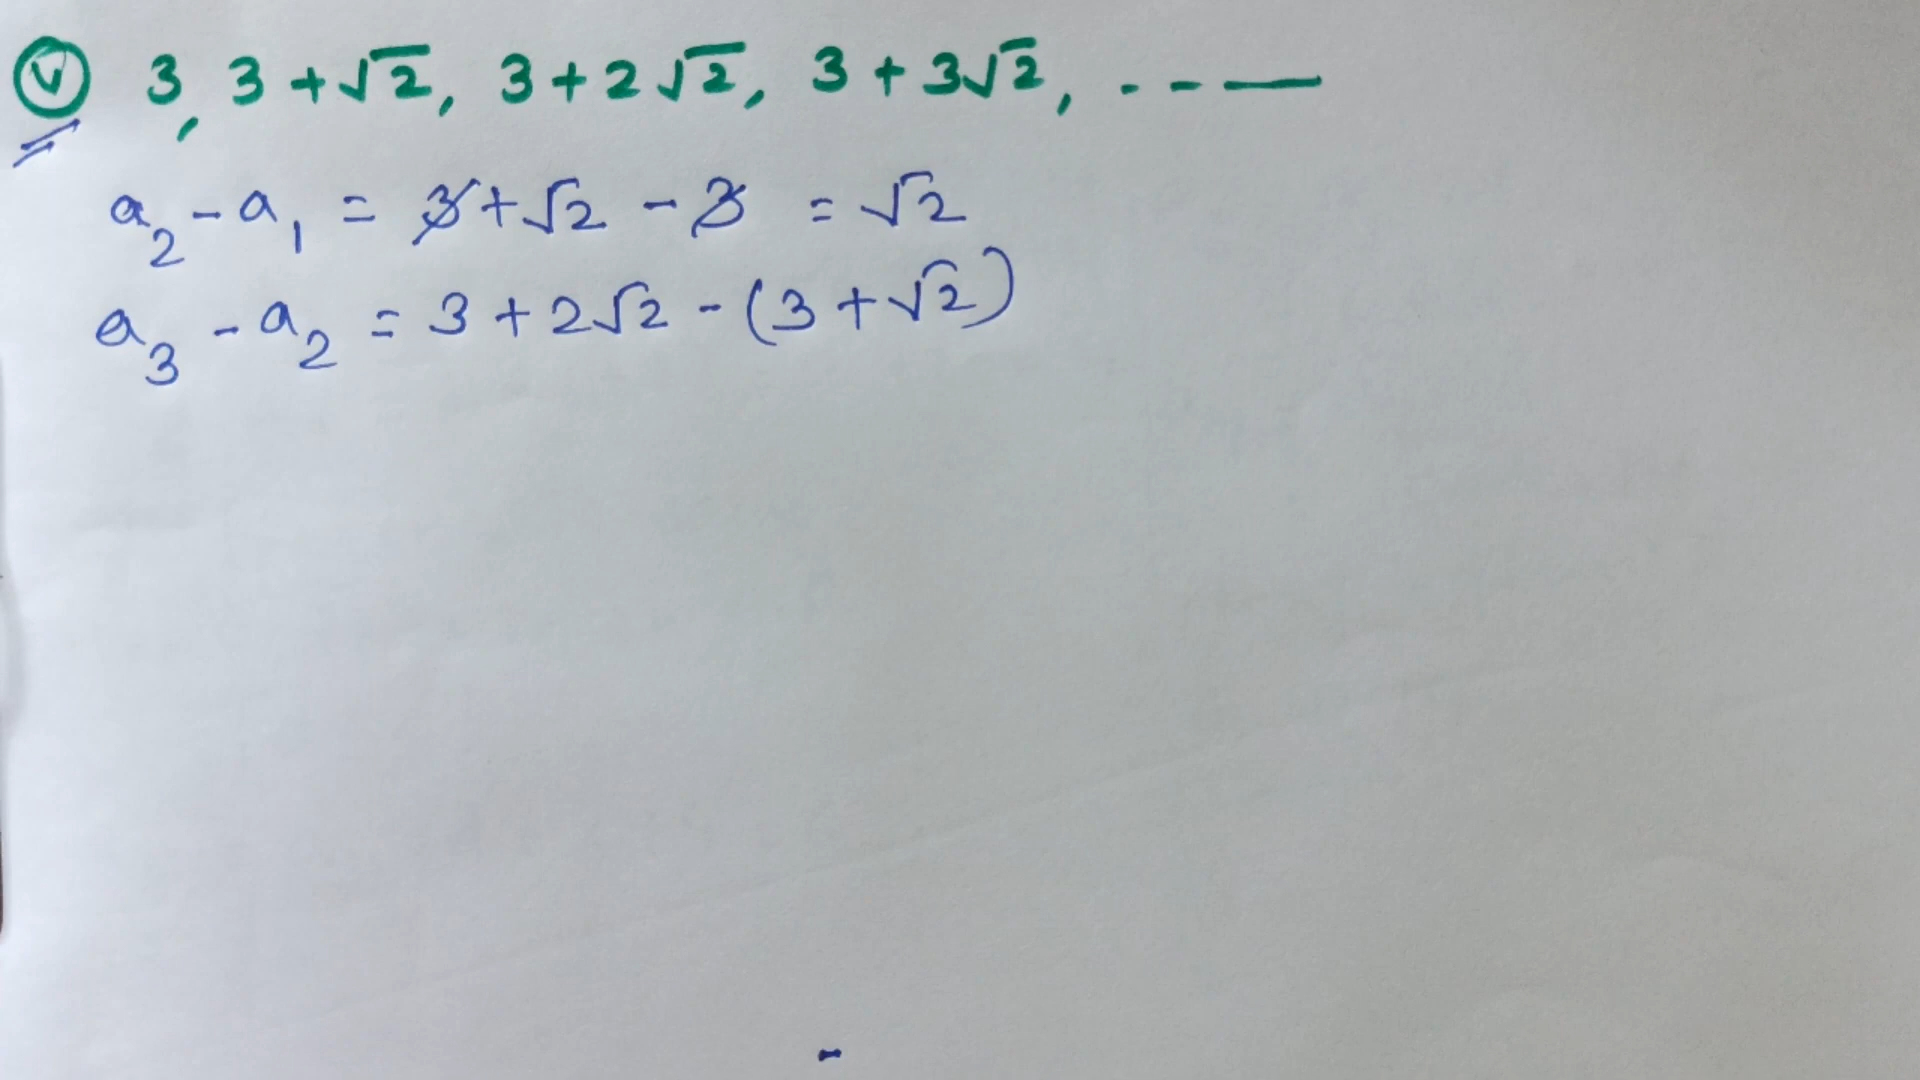 (v) 3, 3+√2, 3+2√2, 3+3√2, - - —
a₂-a₁ = 3+√2 - 3 = √2
a₃-a₂ = 3+2√2-(3+√2)